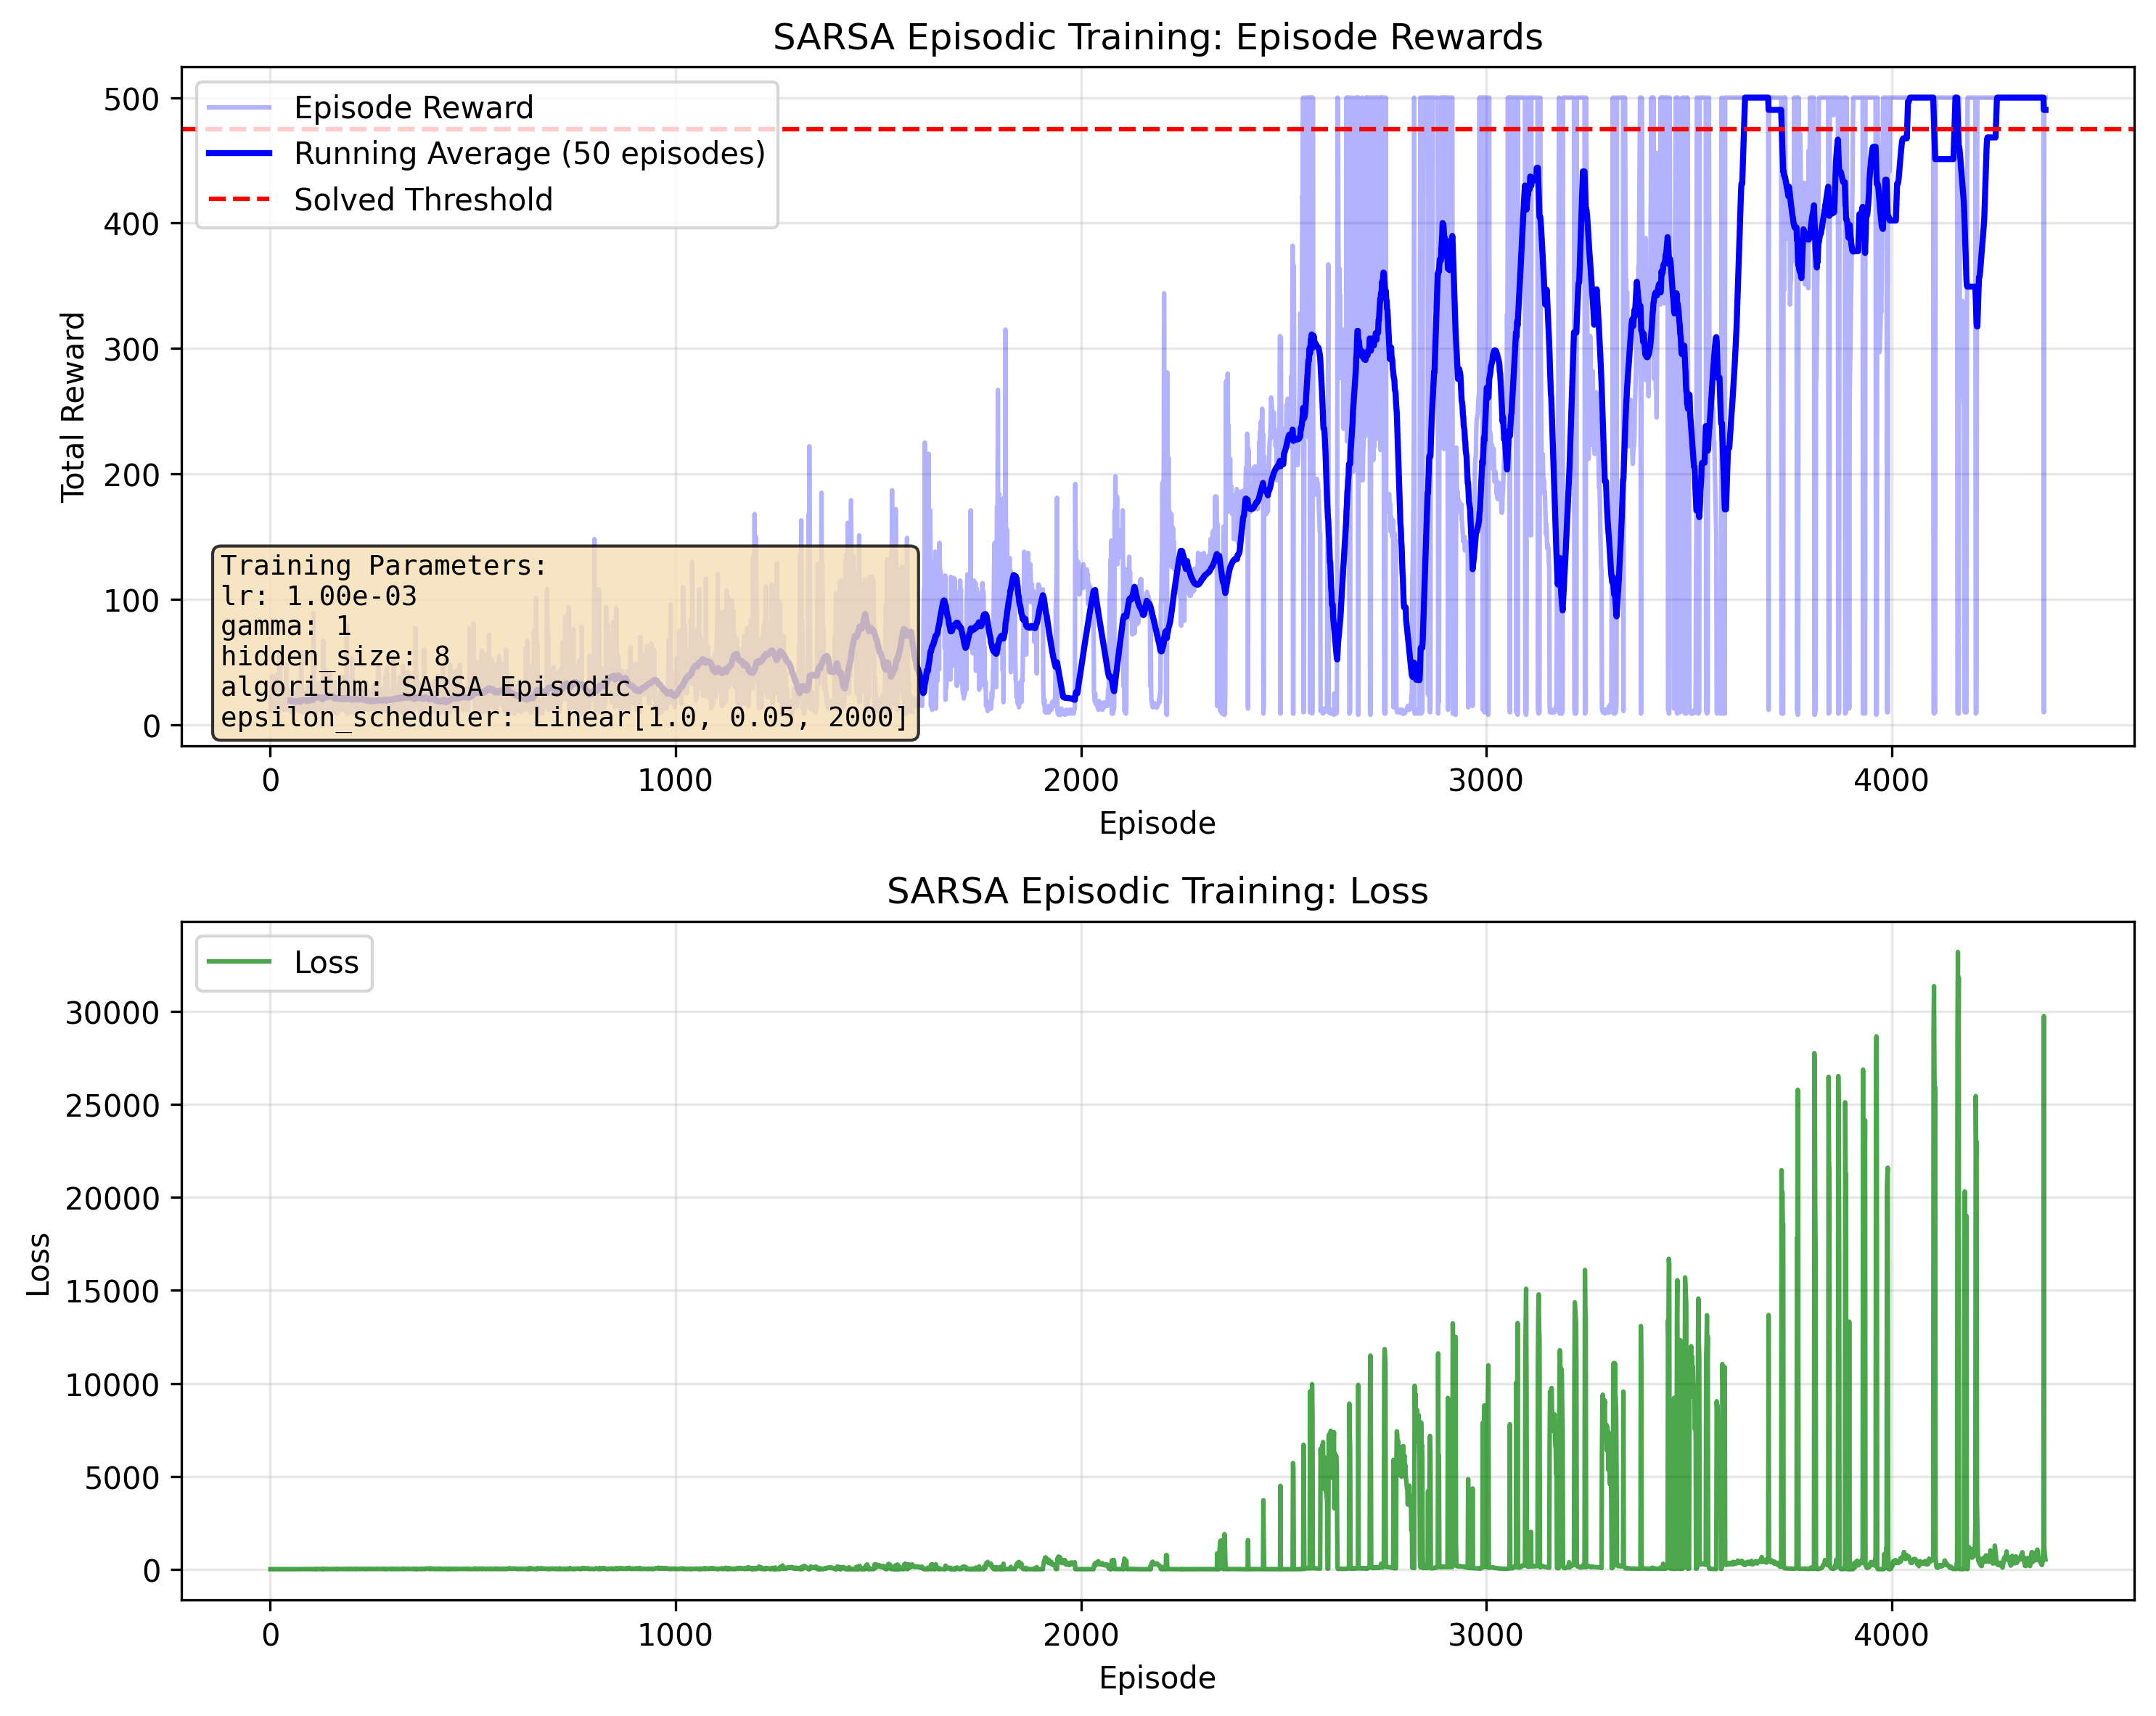 SARSA Episodic Training: Episode Rewards
500
400
300
200
100
0
Total Reward
Episode Reward
Running Average (50 episodes)
Solved Threshold
Training Parameters:
lr: 1.00e-03
gamma: 1
hidden_size: 8
algorithm: SARSA Episodic
epsilon_scheduler: Linear[1.0, 0.05, 2000]
0 1000 2000 3000 4000
Episode
SARSA Episodic Training: Loss
Loss
30000
25000
20000
15000
10000
5000
0
Loss
0 1000 2000 3000 4000
Episode